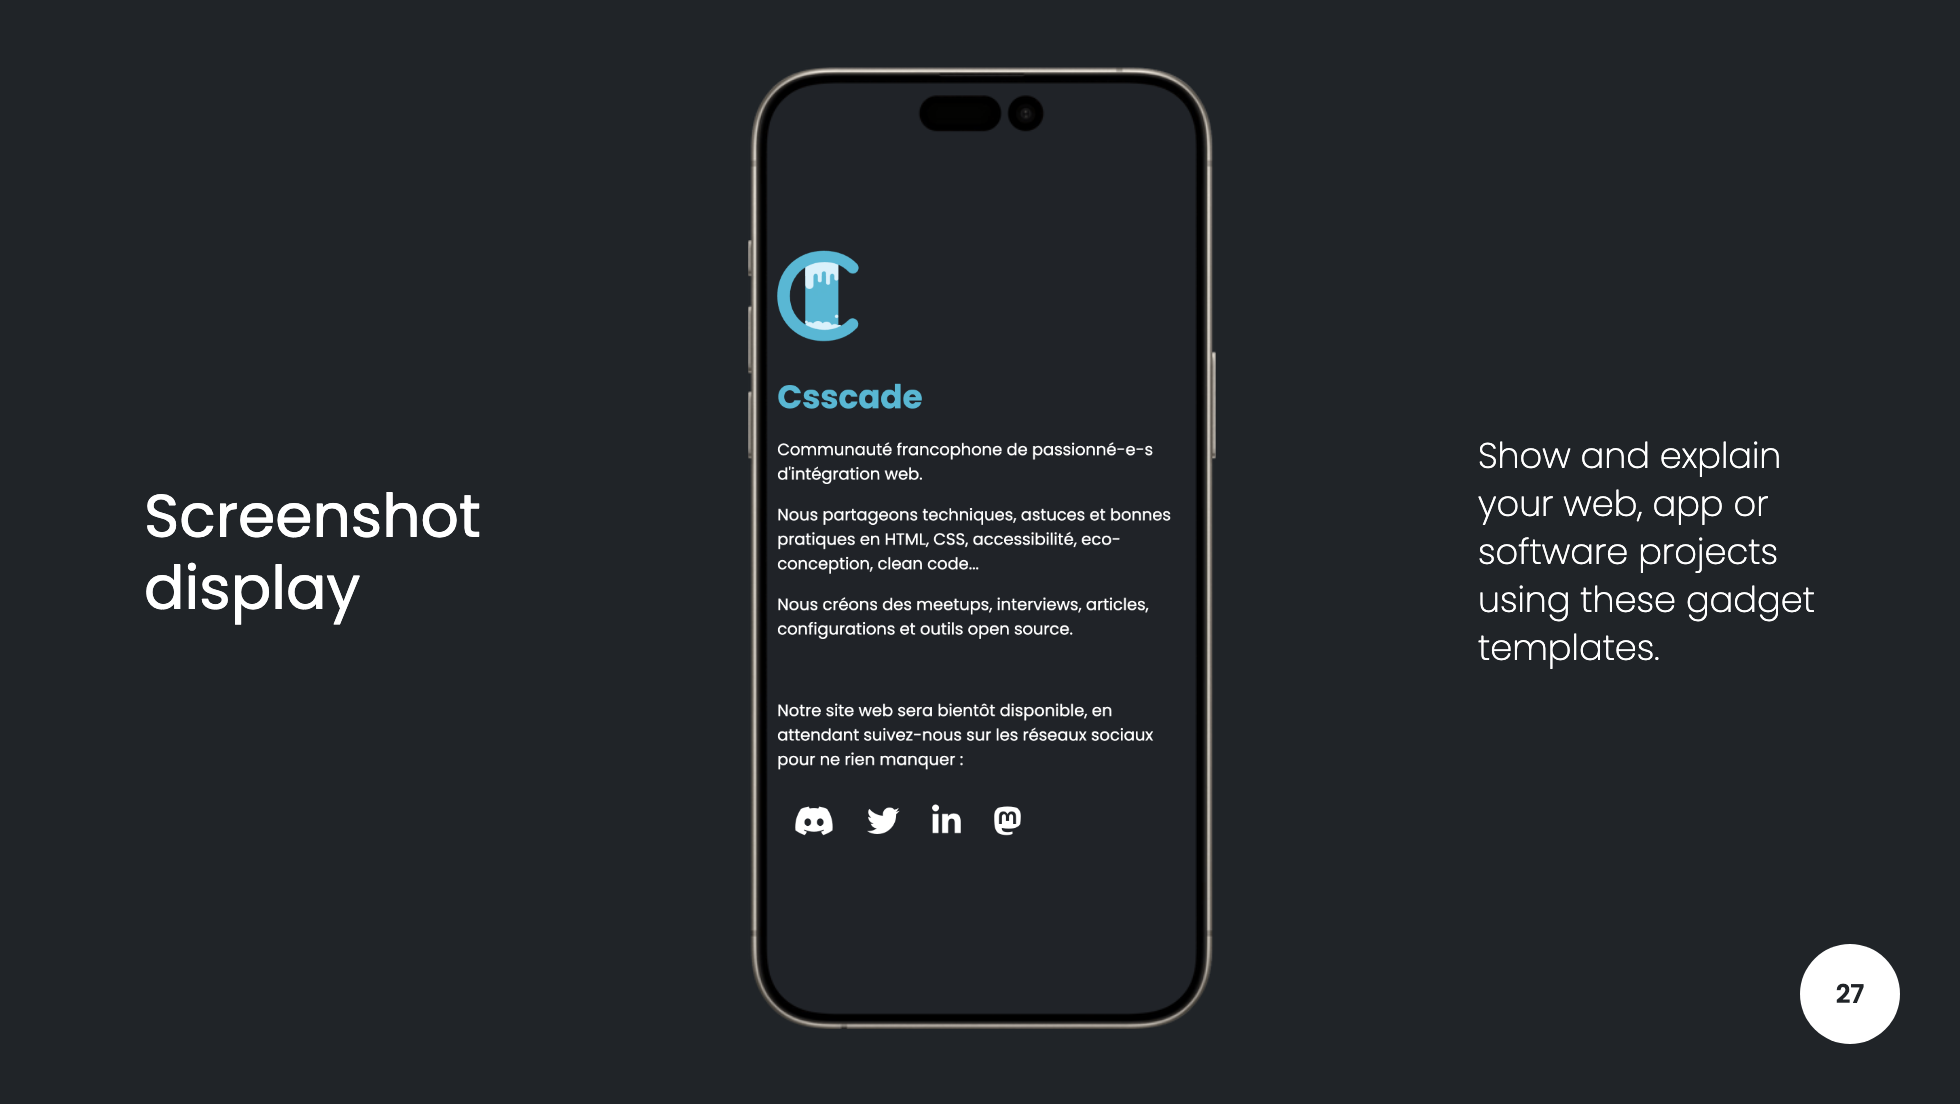 Screenshot
display
Csscade
Communauté francophone de passionné-e-s
d'intégration web.
Nous partageons techniques, astuces et bonnes
pratiques en HTML, CSS, accessibilité, eco-
conception, clean code...
Nous créons des meetups, interviews, articles,
configurations et outils open source.
Notre site web sera bientôt disponible, en
attendant suivez-nous sur les réseaux sociaux
pour ne rien manquer :
Show and explain
your web, app or
software projects
using these gadget
templates.
27